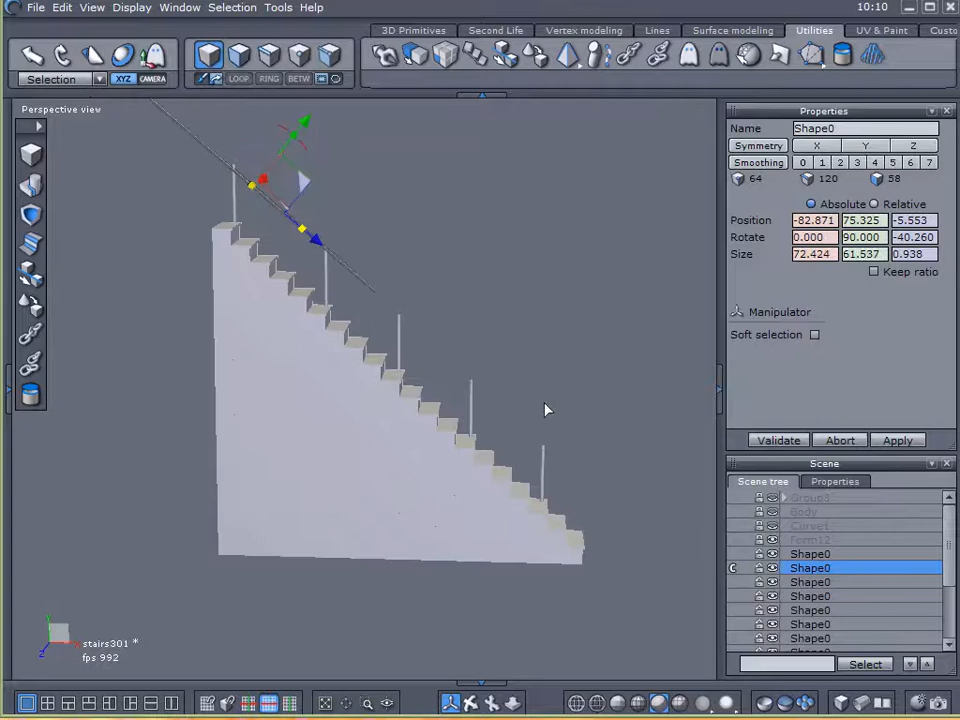 File Edit View Display Window Selection Tools Help 10:10
3D Primitives Second Life Vertex modeling Lines Surface modeling Utilities UV & Paint Custo
Selection XYZ CAMERA LOOP RING BETW
Perspective view
Properties
Name Shape0
Symmetry X Y Z
Smoothing 0 1 2 3 4 5 6 7
64 120 58
Absolute Relative
Position -82.871 75.325 -5.553
Rotate 0.000 90.000 -40.260
Size 72.424 61.537 0.938
Keep ratio
Manipulator
Soft selection
Validate Abort Apply
Scene
Scene tree Properties
Group3
Body
Curve1
Form12
Shape0
C Shape0
Shape0
Shape0
Shape0
Shape0
Shape0
Select
Y
Z
stairs301 *
fps 992